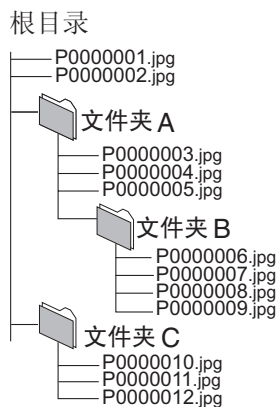 根目录
P0000001.jpg
P0000002.jpg
文件夹 A
P0000003.jpg
P0000004.jpg
P0000005.jpg
文件夹 B
P0000006.jpg
P0000007.jpg
P0000008.jpg
P0000009.jpg
文件夹 C
P0000010.jpg
P0000011.jpg
P0000012.jpg